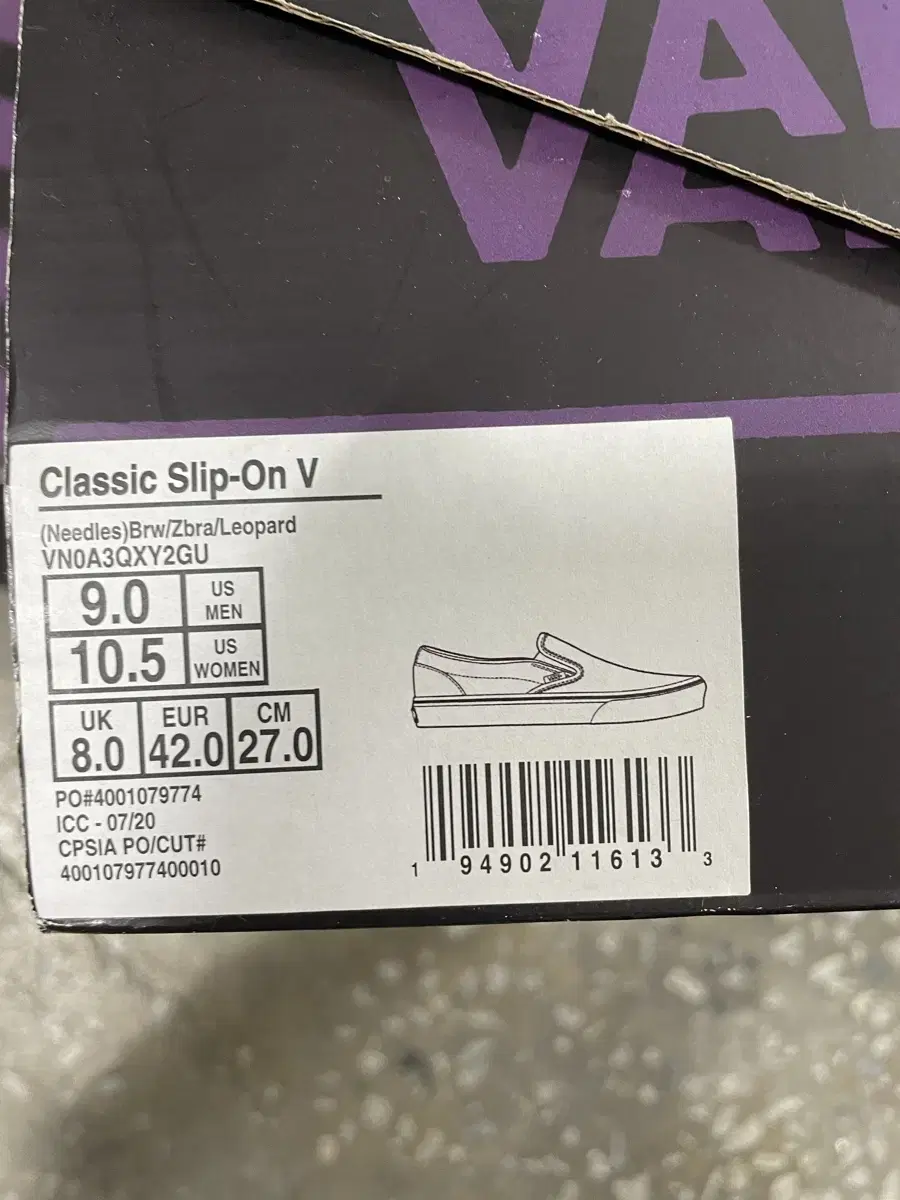 VAN
Classic Slip-On V
(Needles)Brw/Zbra/Leopard
VN0A3QXY2GU
9.0 US MEN
10.5 US WOMEN
UK EUR CM
8.0 42.0 27.0
PO#4001079774
ICC - 07/20
CPSIA PO/CUT#
400107977400010
1 94902 11613 3